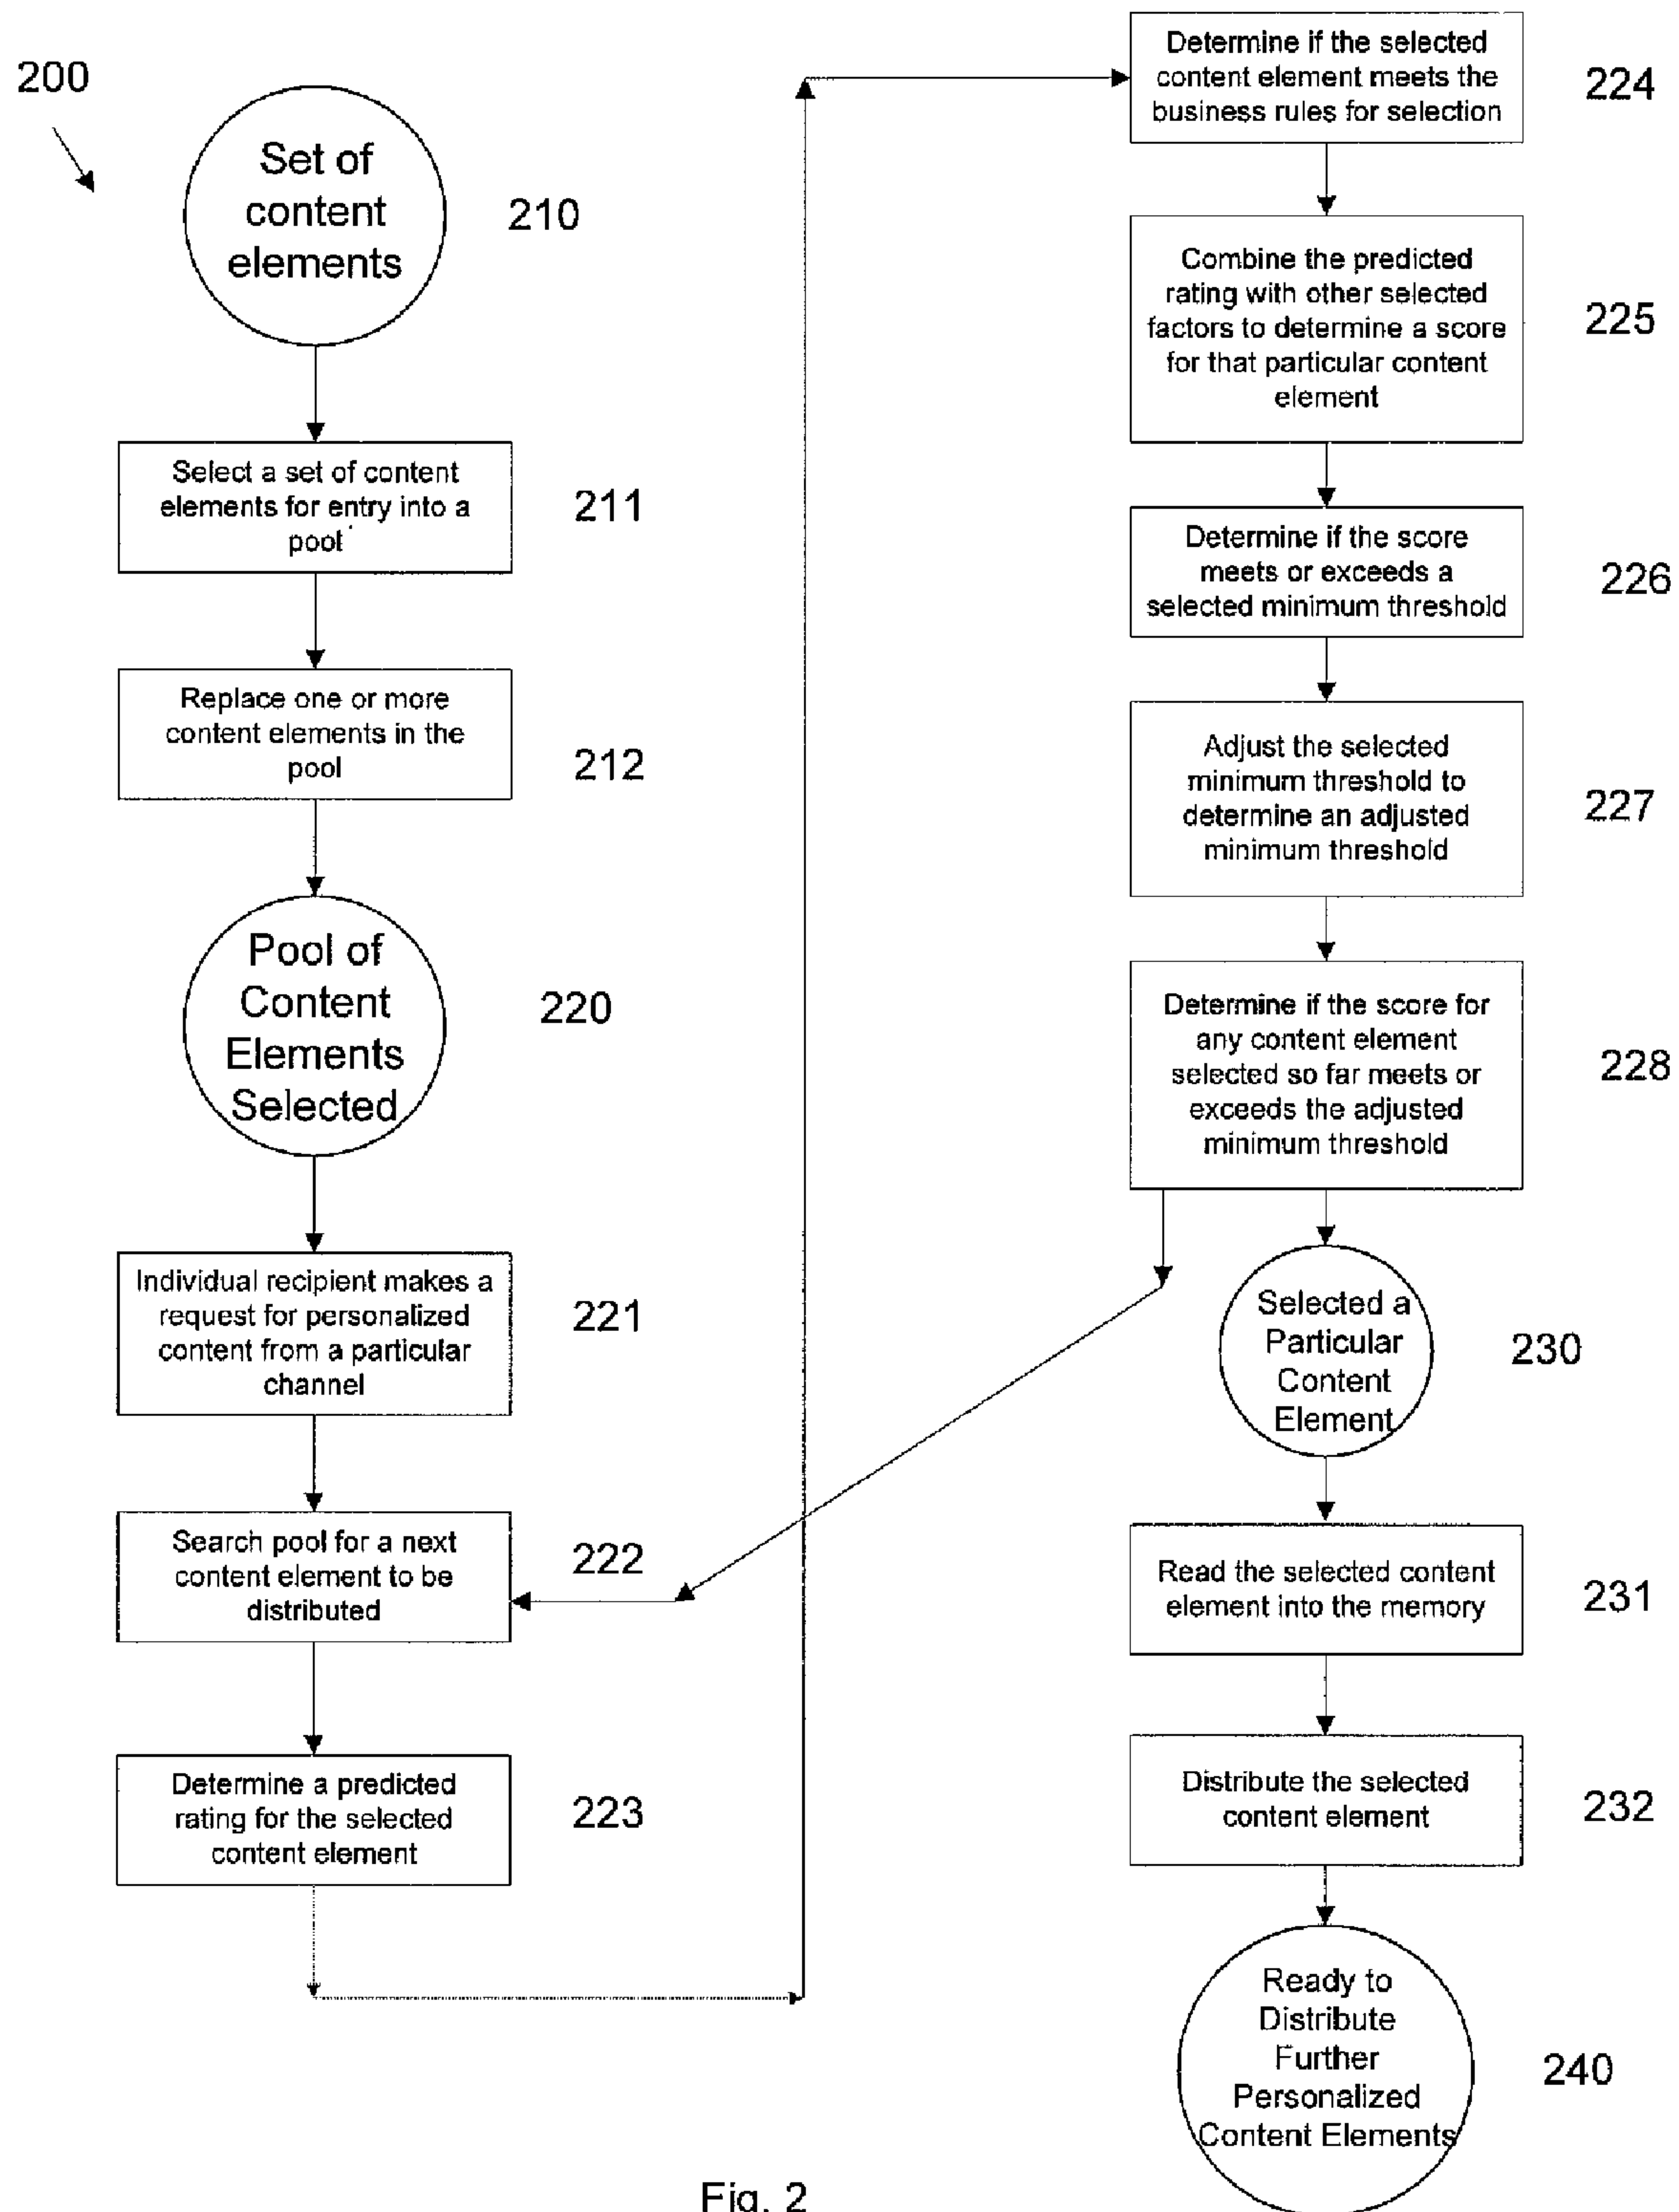 200
Set of
content
elements
210
Select a set of content
elements for entry into a
pool
211
Replace one or more
content elements in the
pool
212
Pool of
Content
Elements
Selected
220
Individual recipient makes a
request for personalized
content from a particular
channel
221
Search pool for a next
content element to be
distributed
222
Determine a predicted
rating for the selected
content element
223
Determine if the selected
content element meets the
business rules for selection
224
Combine the predicted
rating with other selected
factors to determine a score
for that particular content
element
225
Determine if the score
meets or exceeds a
selected minimum threshold
226
Adjust the selected
minimum threshold to
determine an adjusted
minimum threshold
227
Determine if the score for
any content element
selected so far meets or
exceeds the adjusted
minimum threshold
228
Selected a
Particular
Content
Element
230
Read the selected content
element into the memory
231
Distribute the selected
content element
232
Ready to
Distribute
Further
Personalized
Content Elements
240
Fig. 2